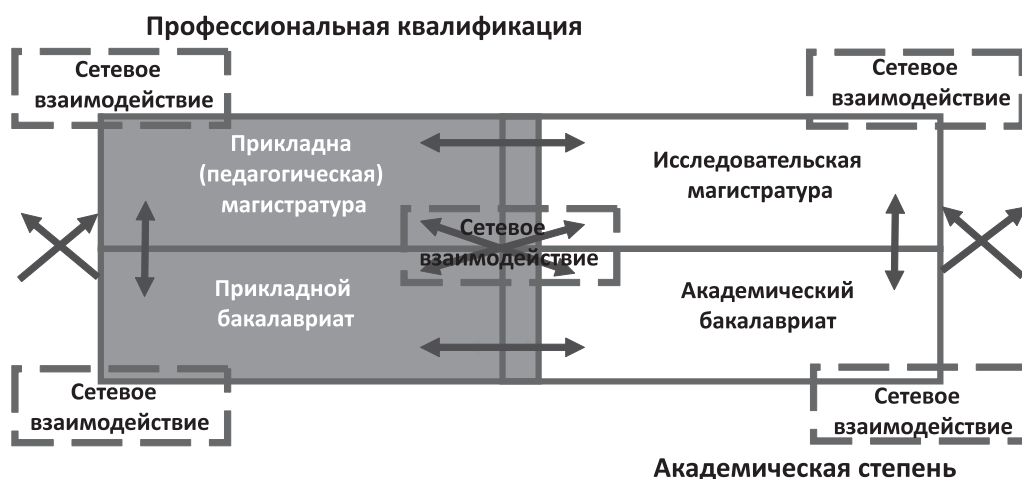 Профессиональная квалификация
Сетевое
взаимодействие
Сетевое
взаимодействие
Прикладна
(педагогическая)
магистратура
Исследовательская
магистратура
Сетевое
взаимодействие
Прикладной
бакалавриат
Академический
бакалавриат
Сетевое
взаимодействие
Сетевое
взаимодействие
Академическая степень